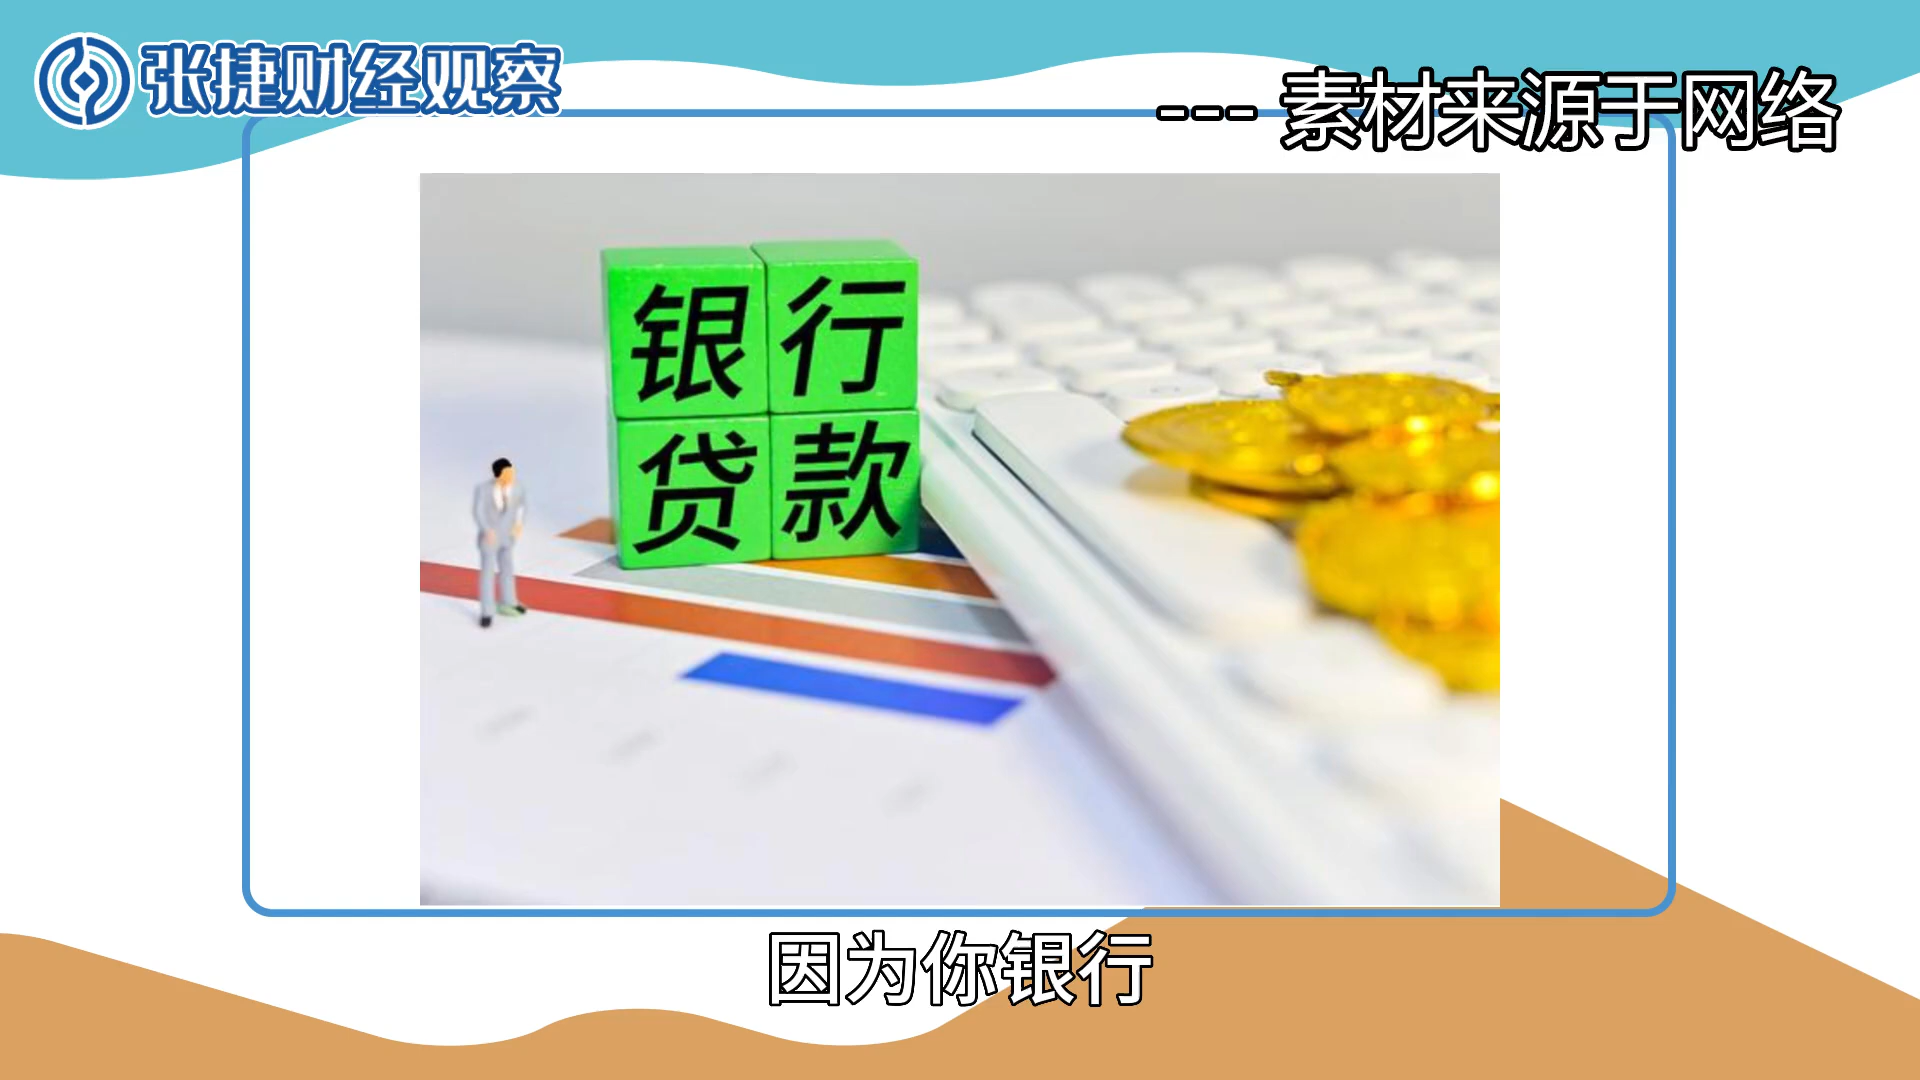 张捷财经观察
--- 素材来源于网络
银行
贷款
因为你银行